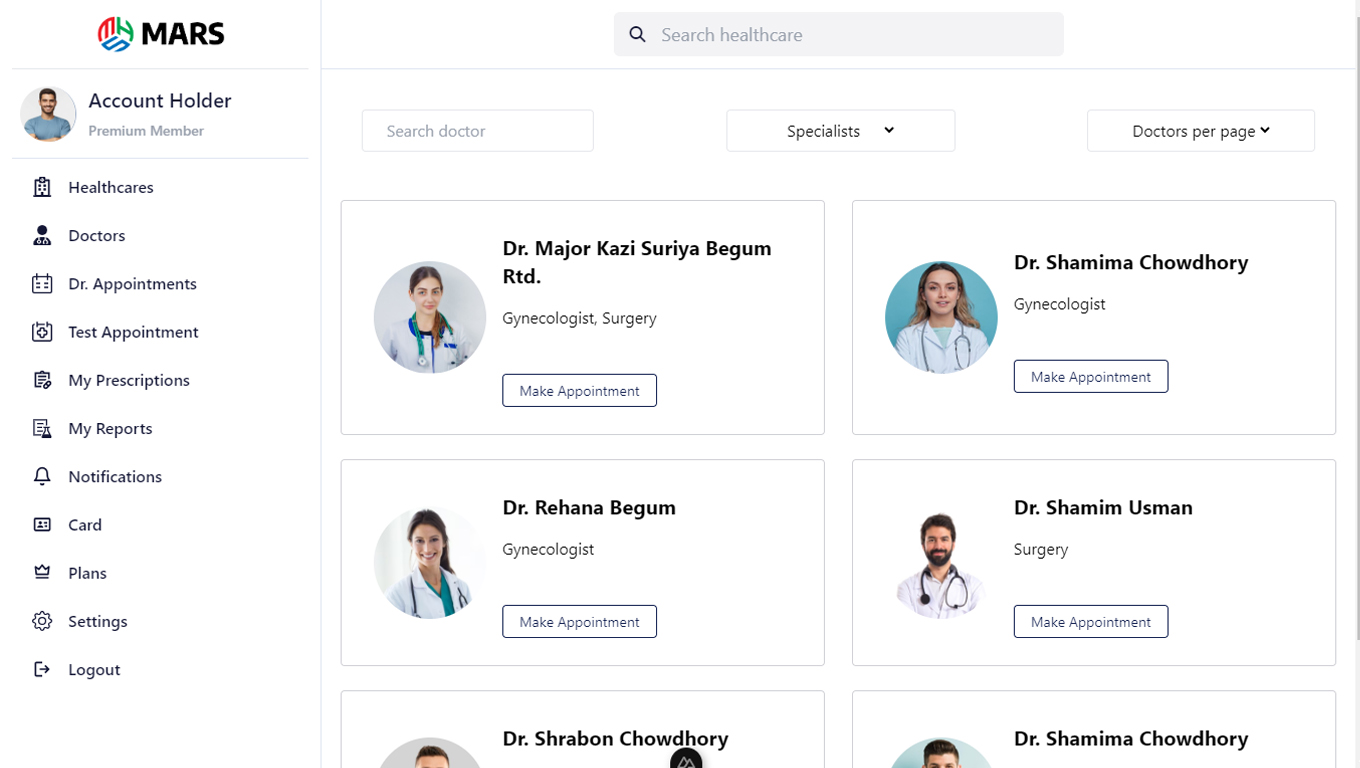 MARS
Search healthcare
Account Holder
Premium Member
Healthcares
Doctors
Dr. Appointments
Test Appointment
My Prescriptions
My Reports
Notifications
Card
Plans
Settings
Logout
Search doctor
Specialists
Doctors per page
Dr. Major Kazi Suriya Begum
Rtd.
Gynecologist, Surgery
Make Appointment
Dr. Shamima Chowdhory
Gynecologist
Make Appointment
Dr. Rehana Begum
Gynecologist
Make Appointment
Dr. Shamim Usman
Surgery
Make Appointment
Dr. Shrabon Chowdhory
Dr. Shamima Chowdhory